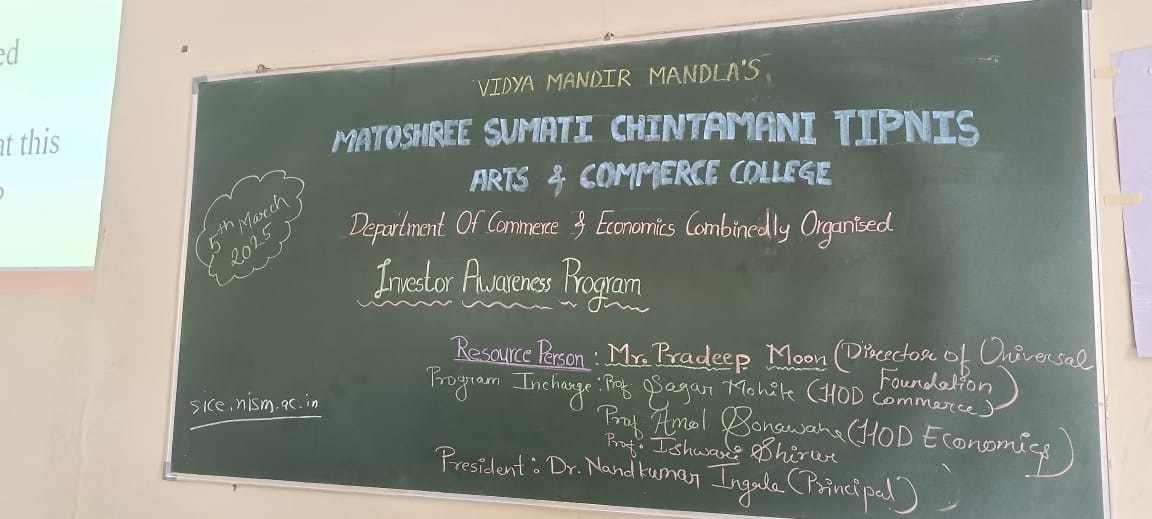 ed
at this
VIDYA MANDIR MANDLA'S
MATOSHREE SUMATI CHINTAMANI TIPNIS
ARTS & COMMERCE COLLEGE
5th March
2025
Department Of Commerce & Economics Combinedly Organised
Investor Awareness Program
Resource Person : Mr. Pradeep Moon (Director of Universal
Foundation)
Program Incharge : Prof. Sagar Mohite (HOD Commerce)
Prof. Amol Sonawane (HOD Economics)
Prof. Ishwari Shirur
President : Dr. Nandkumar Ingale (Principal)
sice.nism.ac.in